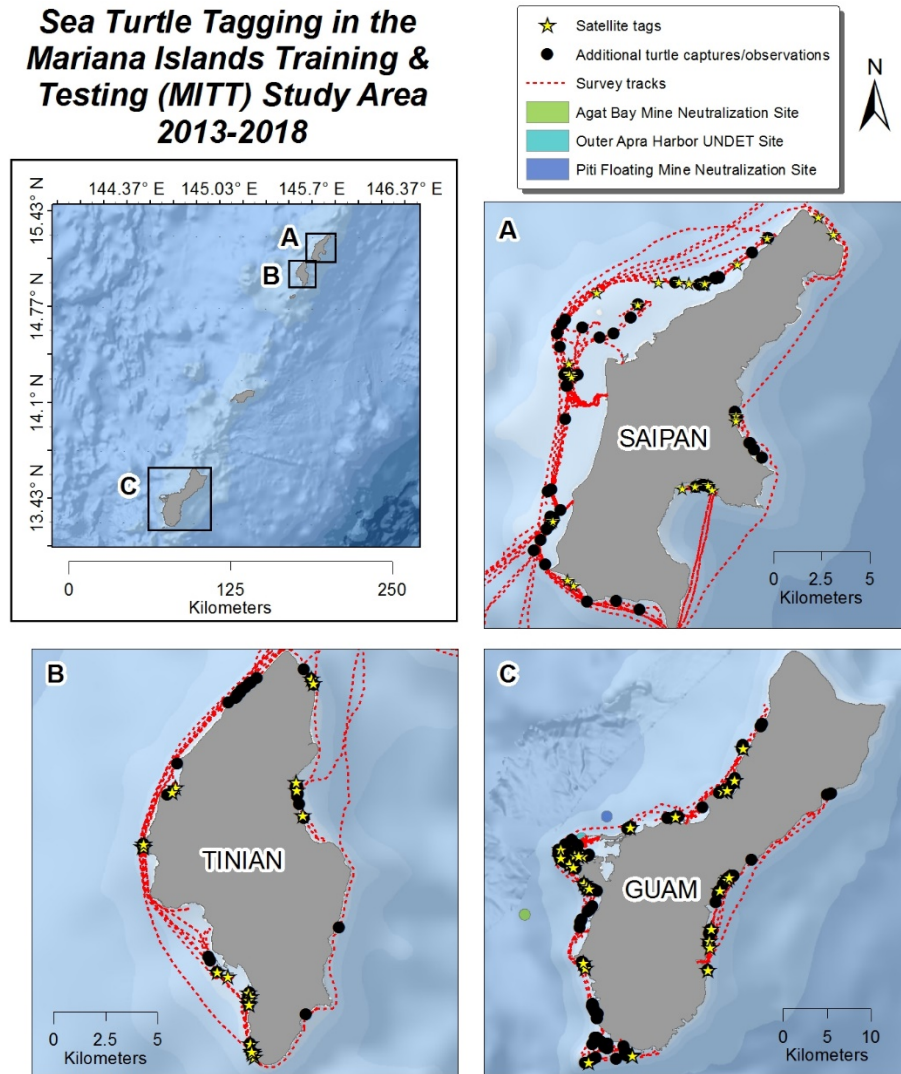 Sea Turtle Tagging in the
Mariana Islands Training &
Testing (MITT) Study Area
2013-2018
Satellite tags
Additional turtle captures/observations
Survey tracks
Agat Bay Mine Neutralization Site
Outer Apra Harbor UNDET Site
Piti Floating Mine Neutralization Site
N
144.37° E 145.03° E 145.7° E 146.37° E
15.43° N
14.77° N
14.1° N
13.43° N
A
B
C
0 125 250
Kilometers
A
SAIPAN
0 2.5 5
Kilometers
B
TINIAN
0 2.5 5
Kilometers
C
GUAM
0 5 10
Kilometers